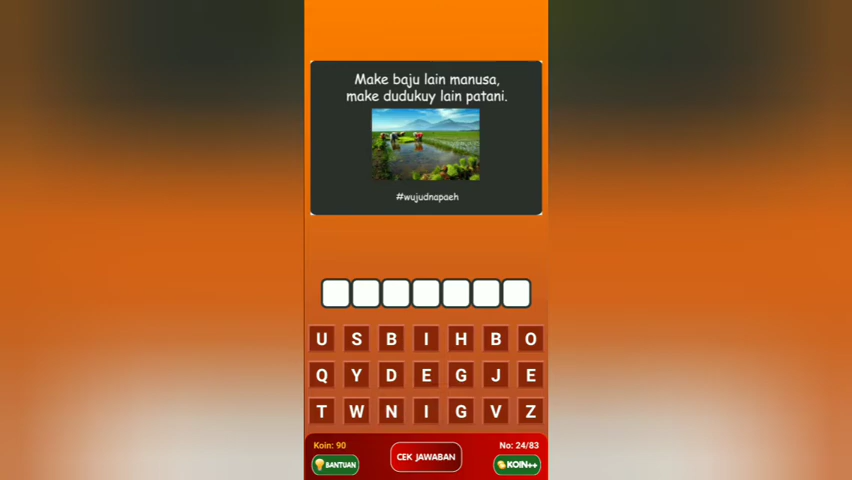 Make baju lain manusa,
make dudukuy lain patani.
#wujudnapaeh
U S B I H B O
Q Y D E G J E
T W N I G V Z
Koin: 90
No: 24/83
BANTUAN
CEK JAWABAN
KOIN++